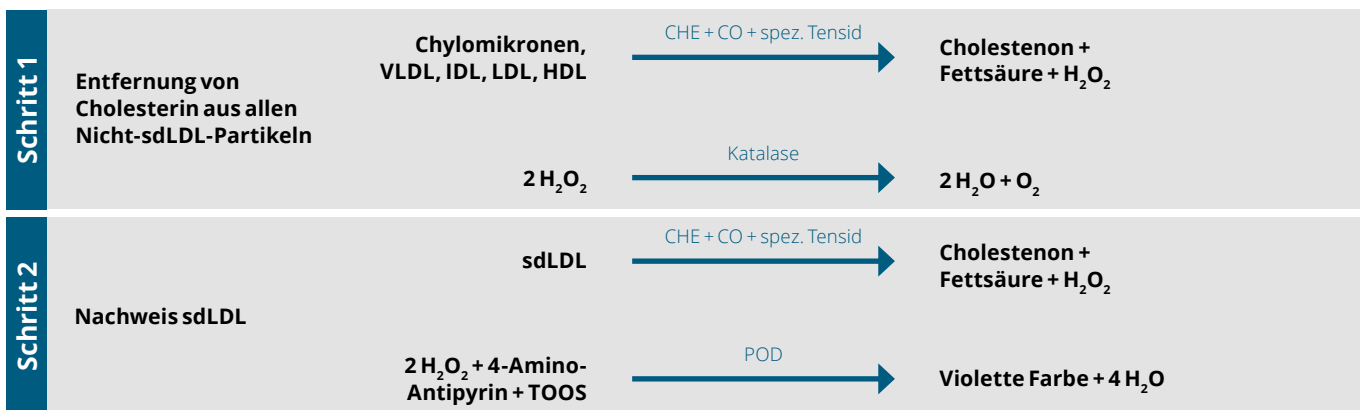 Schritt 1
Entfernung von
Cholesterin aus allen
Nicht-sdLDL-Partikeln
Chylomikronen,
VLDL, IDL, LDL, HDL
CHE + CO + spez. Tensid
Cholestenon +
Fettsäure + H₂O₂
2 H₂O₂
Katalase
2 H₂O + O₂
Schritt 2
Nachweis sdLDL
sdLDL
CHE + CO + spez. Tensid
Cholestenon +
Fettsäure + H₂O₂
2 H₂O₂ + 4-Amino-
Antipyrin + TOOS
POD
Violette Farbe + 4 H₂O